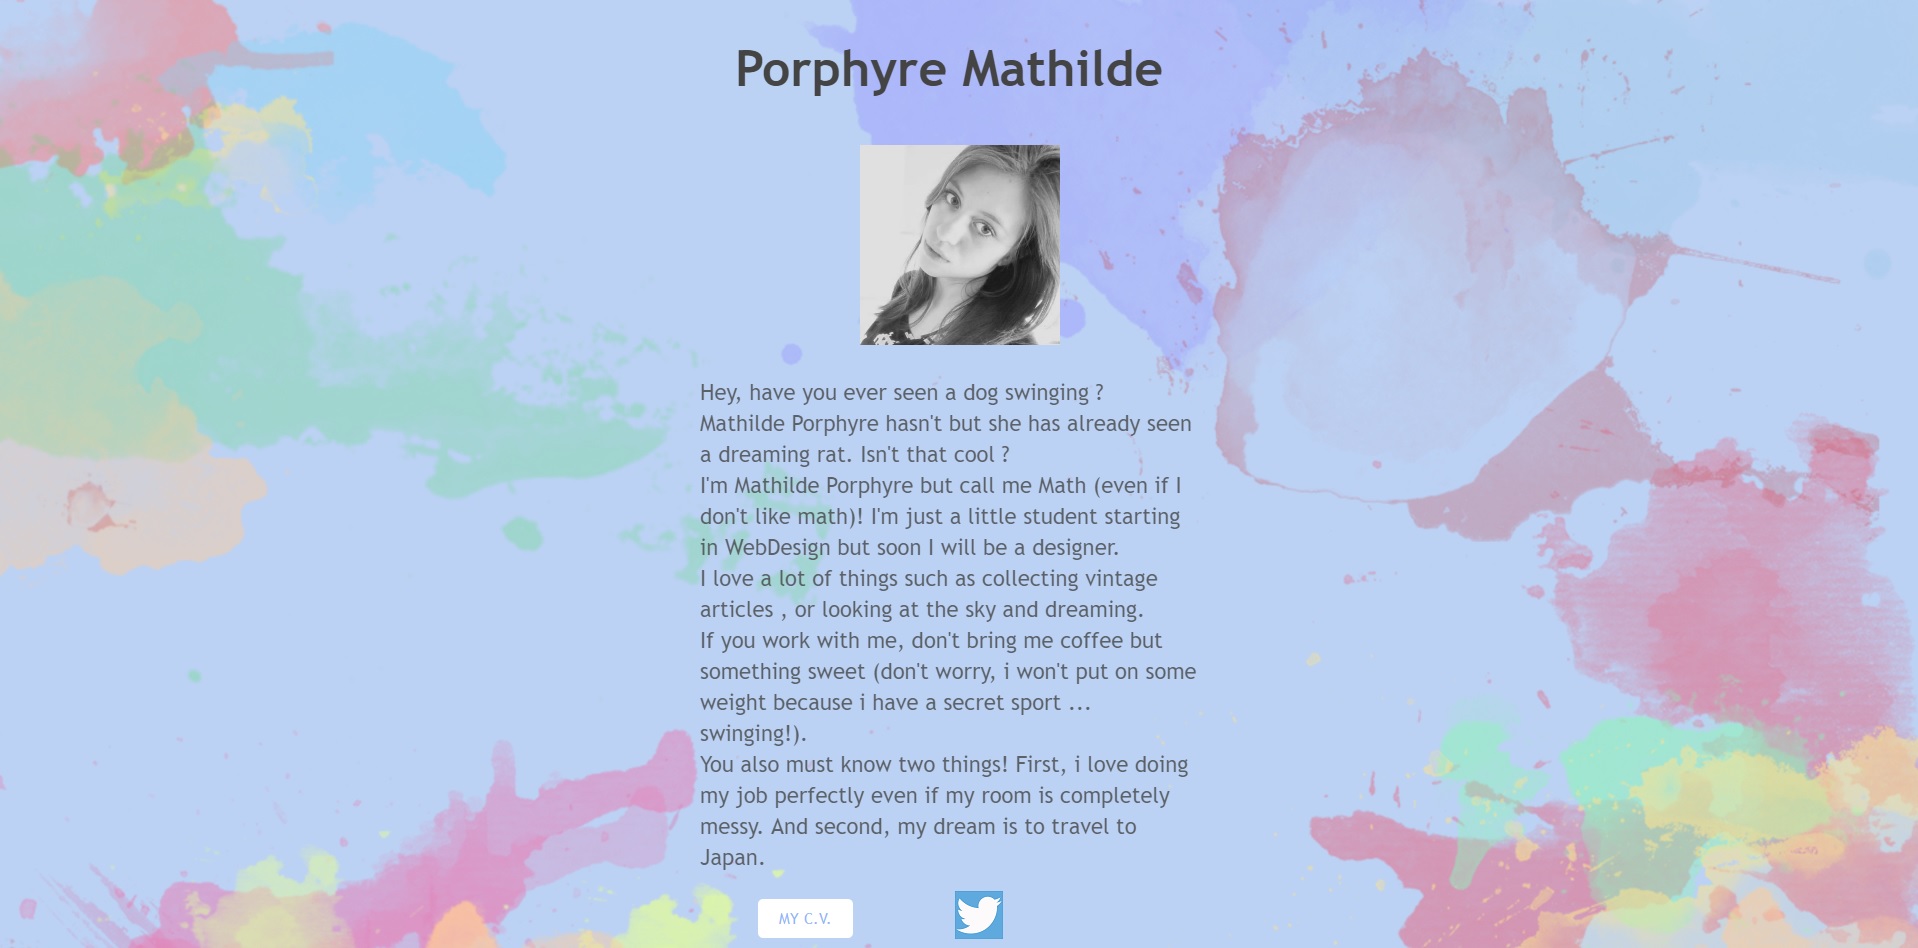 Porphyre Mathilde
Hey, have you ever seen a dog swinging ?
Mathilde Porphyre hasn't but she has already seen
a dreaming rat. Isn't that cool ?
I'm Mathilde Porphyre but call me Math (even if I
don't like math)! I'm just a little student starting
in WebDesign but soon I will be a designer.
I love a lot of things such as collecting vintage
articles , or looking at the sky and dreaming.
If you work with me, don't bring me coffee but
something sweet (don't worry, i won't put on some
weight because i have a secret sport ...
swinging!).
You also must know two things! First, i love doing
my job perfectly even if my room is completely
messy. And second, my dream is to travel to
Japan.
MY C.V.